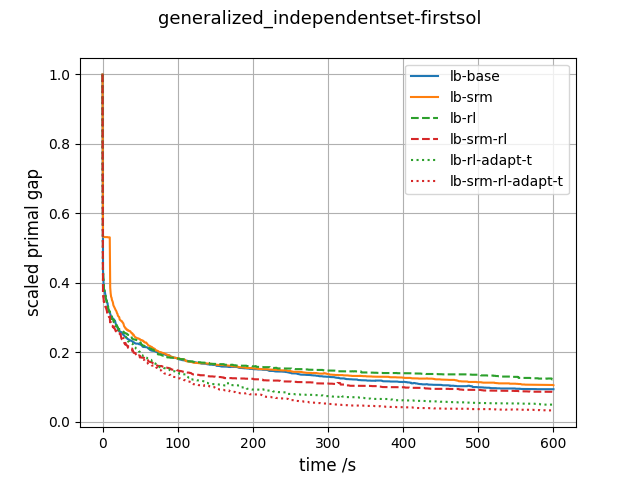 generalized_independentset-firstsol
scaled primal gap
1.0
0.8
0.6
0.4
0.2
0.0
lb-base
lb-srm
lb-rl
lb-srm-rl
lb-rl-adapt-t
lb-srm-rl-adapt-t
0 100 200 300 400 500 600
time /s